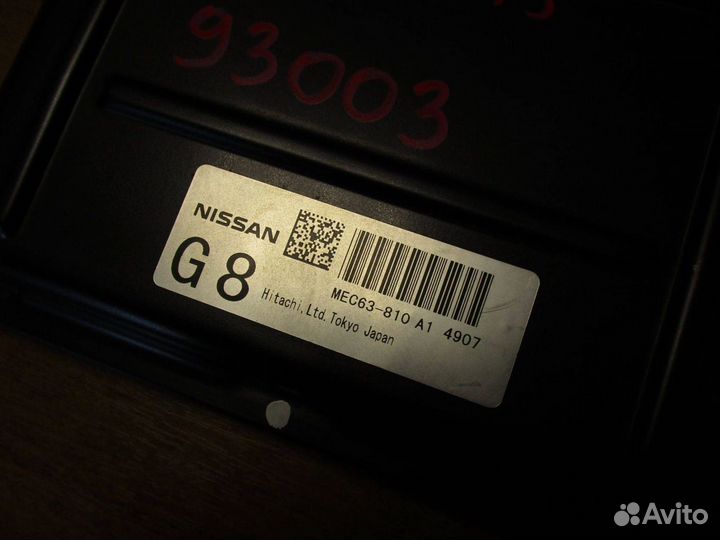 93003
NISSAN
G8
MEC63-810 A1 4907
Hitachi,Ltd.Tokyo Japan
Avito